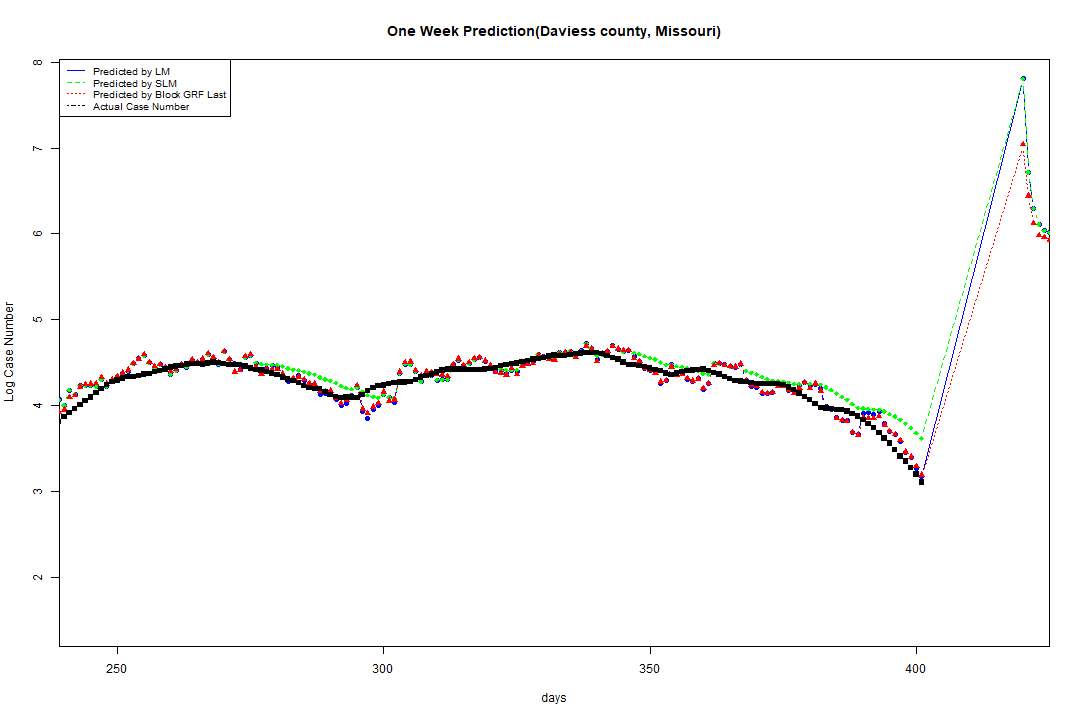 One Week Prediction(Daviess county, Missouri)
Predicted by LM
Predicted by SLM
Predicted by Block GRF Last
Actual Case Number
Log Case Number
8
7
6
5
4
3
2
250 300 350 400
days